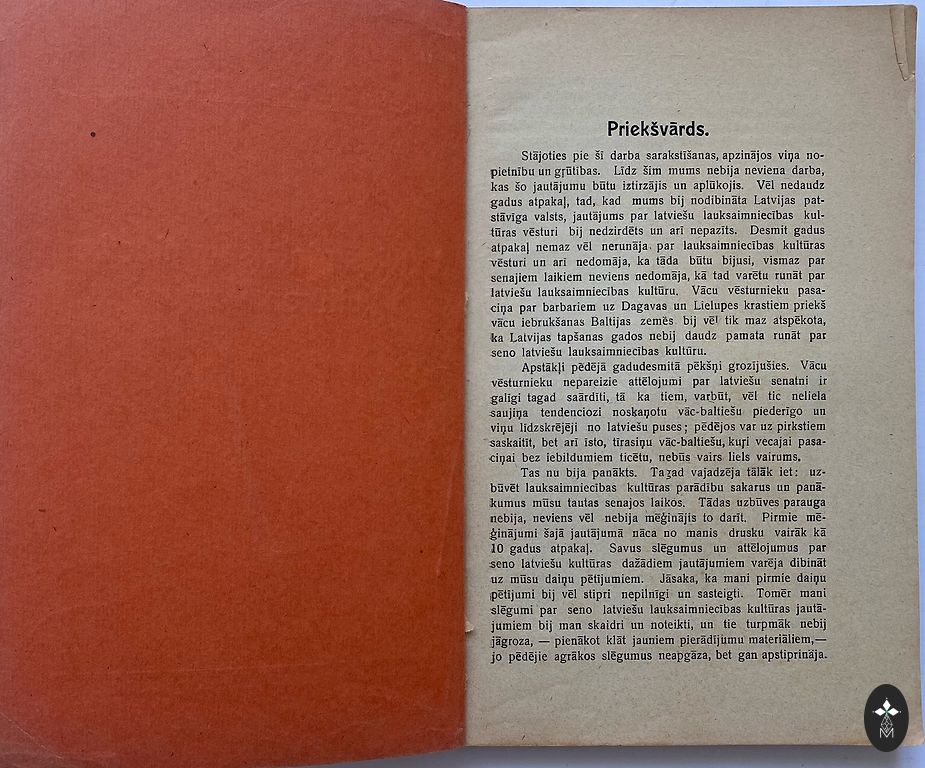 Priekšvārds.
Stājoties pie šī darba sarakstīšanas, apzinājos viņa no-
pietnību un grūtības. Līdz šim mums nebija neviena darba,
kas šo jautājumu būtu iztirzājis un aplūkojis. Vēl nedaudz
gadus atpakaļ, tad, kad mums bij nodibināta Latvijas pat-
stāvīga valsts, jautājums par latviešu lauksaimniecības kul-
tūras vēsturi bij nedzirdēts un arī nepazīts. Desmit gadus
atpakaļ nemaz vēl nerunāja par lauksaimniecības kultūras
vēsturi un arī nedomāja, ka tāda būtu bijusi, vismaz par
senajiem laikiem neviens nedomāja, kā tad varētu runāt par
latviešu lauksaimniecības kultūru. Vācu vēsturnieku pasa-
ciņa par barbariem uz Dagavas un Lielupes krastiem priekš
vācu iebrukšanas Baltijas zemēs bij vēl tik maz atspēkota,
ka Latvijas tapšanas gados nebij daudz pamata runāt par
seno latviešu lauksaimniecības kultūru.
Apstākļi pēdējā gadudesmitā pēkšņi grozījušies. Vācu
vēsturnieku nepareizie attēlojumi par latviešu senatni ir
galīgi tagad saārdīti, tā ka tiem, varbūt, vēl tic neliela
saujiņa tendenciozi noskaņotu vāc-baltiešu piederīgo un
viņu līdzskrējēji no latviešu puses; pēdējos var uz pirkstiem
saskaitīt, bet arī īsto, tīrasiņu vāc-baltiešu, kuŗi vecajai pasa-
ciņai bez iebildumiem ticētu, nebūs vairs liels vairums.
Tas nu bija panākts. Tagad vajadzēja tālāk iet: uz-
būvēt lauksaimniecības kultūras parādību sakarus un panā-
kumus mūsu tautas senajos laikos. Tādas uzbūves parauga
nebija, neviens vēl nebija mēģinājis to darīt. Pirmie mē-
ģinājumi šajā jautājumā nāca no manis drusku vairāk kā
10 gadus atpakaļ. Savus slēgumus un attēlojumus par
seno latviešu kultūras dažādiem jautājumiem varēja dibināt
uz mūsu daiņu pētījumiem. Jāsaka, ka mani pirmie daiņu
pētījumi bij vēl stipri nepilnīgi un sasteigti. Tomēr mani
slēgumi par seno latviešu lauksaimniecības kultūras jautā-
jumiem bij man skaidri un noteikti, un tie turpmāk nebij
jāgroza, — pienākot klāt jauniem pierādījumu materiāliem,—
jo pēdējie agrākos slēgumus neapgāza, bet gan apstiprināja.
M